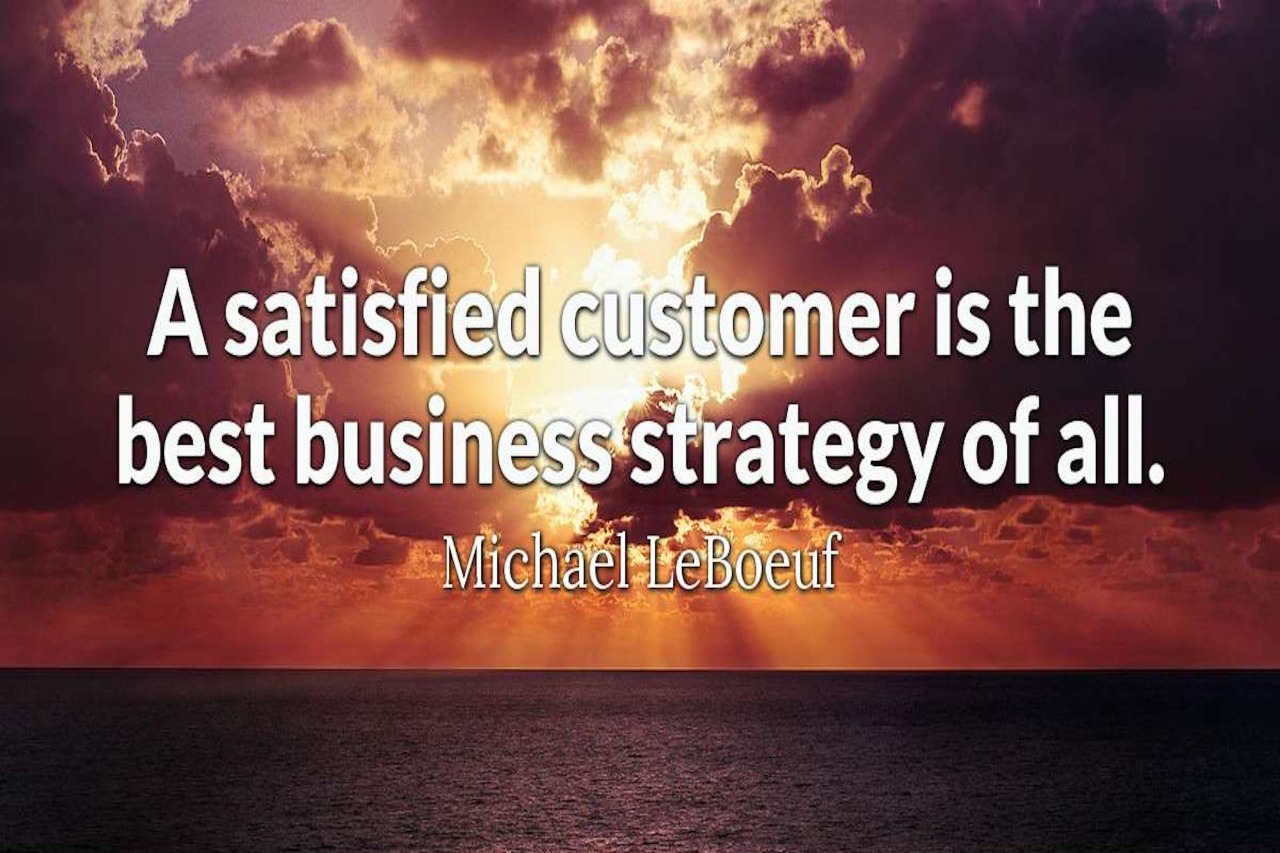 A satisfied customer is the
best business strategy of all.
Michael LeBoeuf